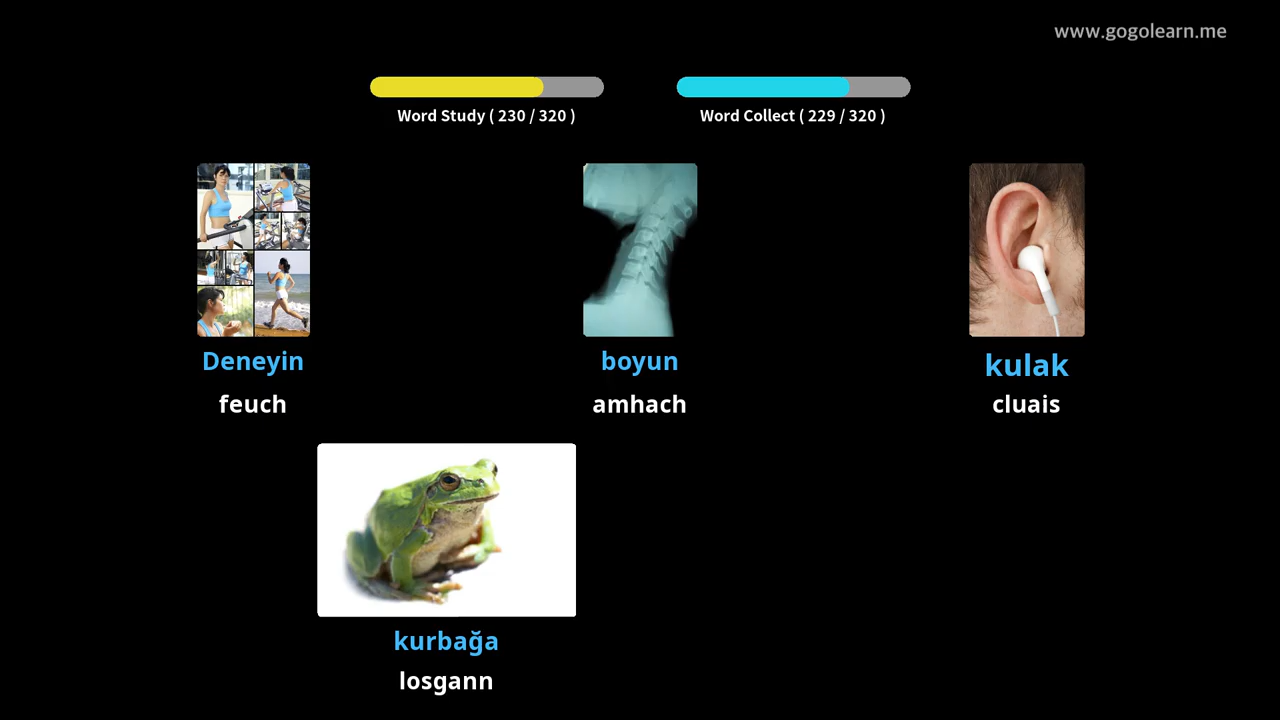 www.gogolearn.me
Word Study ( 230 / 320 )
Word Collect ( 229 / 320 )
Deneyin
boyun
kulak
feuch
amhach
cluais
kurbağa
losgann